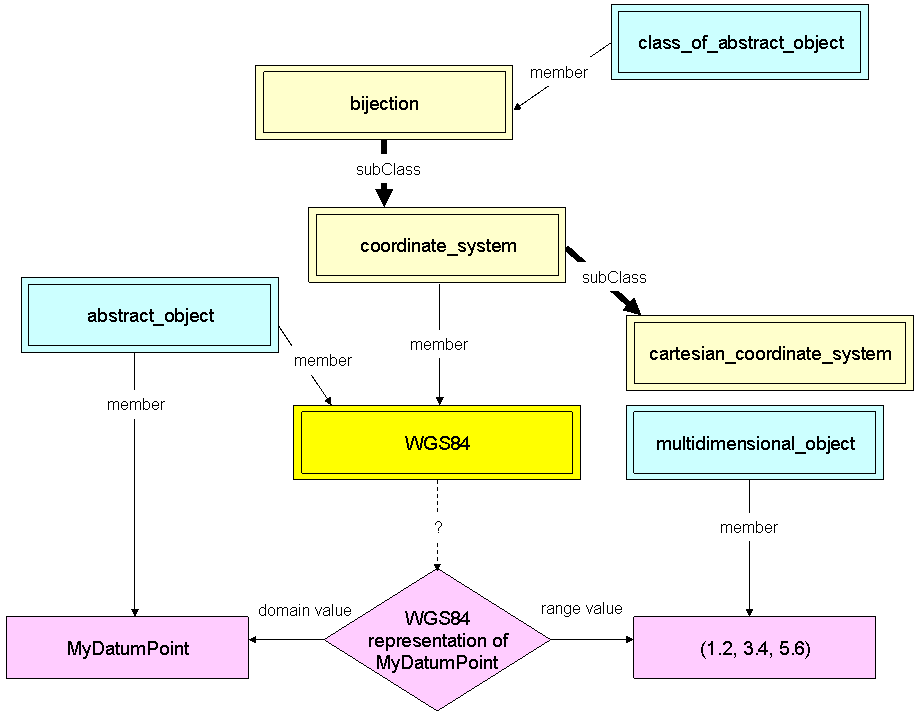 class_of_abstract_object
member
bijection
subClass
coordinate_system
subClass
abstract_object
member
member
cartesian_coordinate_system
member
WGS84
multidimensional_object
?
member
domain value
WGS84
representation of
MyDatumPoint
range value
MyDatumPoint
(1.2, 3.4, 5.6)